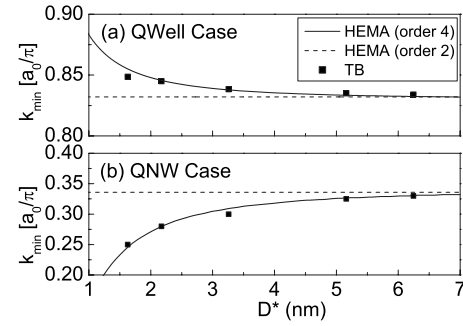 0.90
(a) QWell Case
HEMA (order 4)
HEMA (order 2)
TB
k_min [a_0/π]
0.85
0.80
0.40
(b) QNW Case
0.35
k_min [a_0/π]
0.30
0.25
0.20
1 2 3 4 5 6 7
D* (nm)